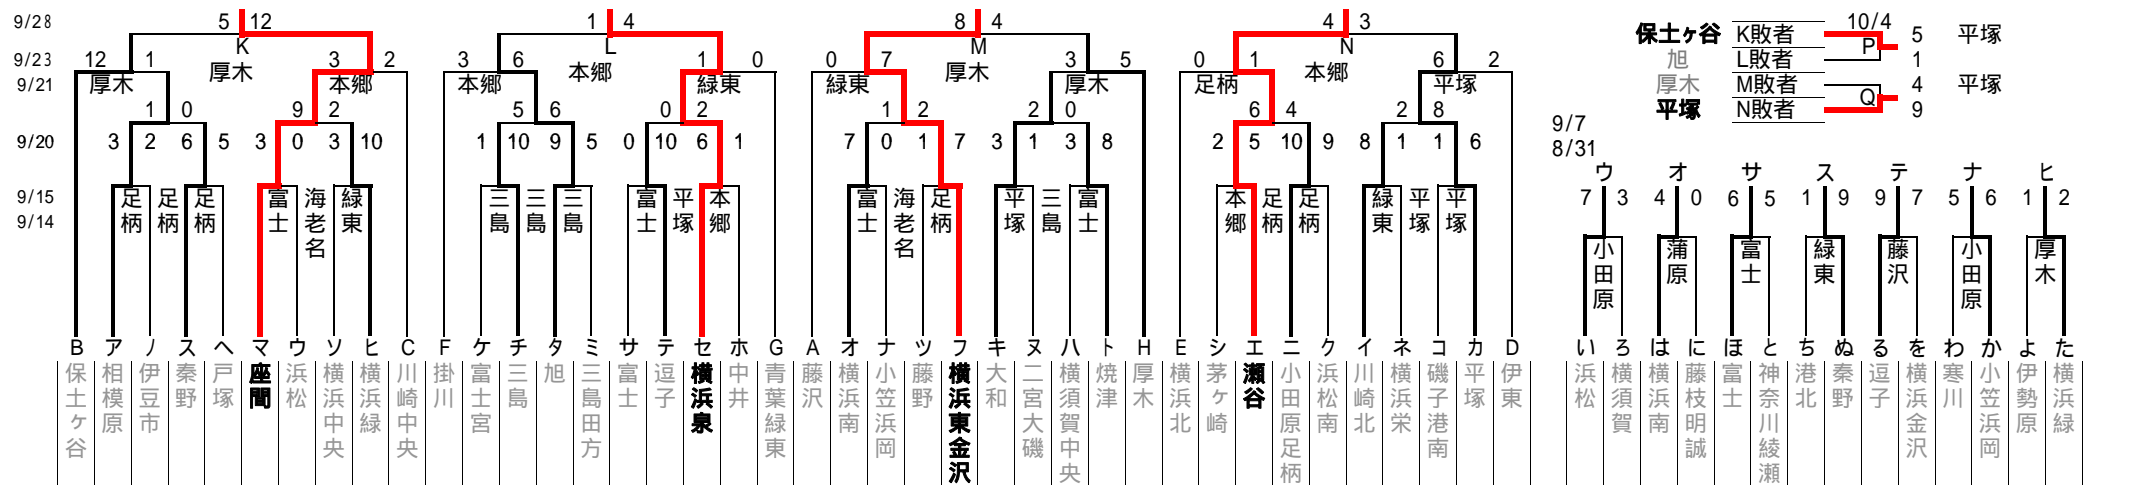 9/28 5 12 1 4 8 4 4 3 保土ヶ谷 K敗者 10/4 5 平塚
K L M N P
9/23 12 1 3 2 3 6 1 0 0 7 3 5 0 1 6 2 旭 L敗者 1
厚木 厚木 本郷 本郷 本郷 緑東 緑東 厚木 厚木 足柄 本郷 平塚
9/21 厚木 M敗者 4 平塚
Q
1 0 9 2 5 6 0 2 1 2 2 0 6 4 2 8 平塚 N敗者 9
9/20 3 2 6 5 3 0 3 10 1 10 9 5 0 10 6 1 7 0 1 7 3 1 3 8 2 5 10 9 8 1 1 6
9/7
8/31
ウ オ サ ス テ ナ ヒ
9/15 7 3 4 0 6 5 1 9 9 7 5 6 1 2
9/14
足柄 足柄 足柄 富士 海老名 緑東 三島 三島 三島 富士 平塚 本郷 富士 海老名 足柄 平塚 三島 富士 本郷 足柄 足柄 緑東 平塚 平塚
小田原 蒲原 富士 緑東 藤沢 小田原 厚木
B ア ノ ス ヘ マ ウ ソ ヒ C F ケ チ タ ミ サ テ セ ホ G A オ ナ ツ フ キ ヌ ハ ト H E シ エ ニ ク イ ネ コ カ D い ろ は に ほ と ち ぬ る を わ か よ た
保土ヶ谷
相模原
伊豆市
秦野
戸塚
座間
浜松
横浜中央
横浜緑
川崎中央
掛川
富士宮
三島
旭
三島田方
富士
逗子
横浜泉
中井
青葉緑東
藤沢
横浜南
小笠浜岡
藤野
横浜東金沢
大和
二宮大磯
横須賀中央
焼津
厚木
横浜北
茅ヶ崎
瀬谷
小田原足柄
浜松南
川崎北
横浜栄
磯子港南
平塚
伊東
浜松
横須賀
横浜南
藤枝明誠
富士
神奈川綾瀬
港北
秦野
逗子
横浜金沢
寒川
小笠浜岡
伊勢原
横浜緑